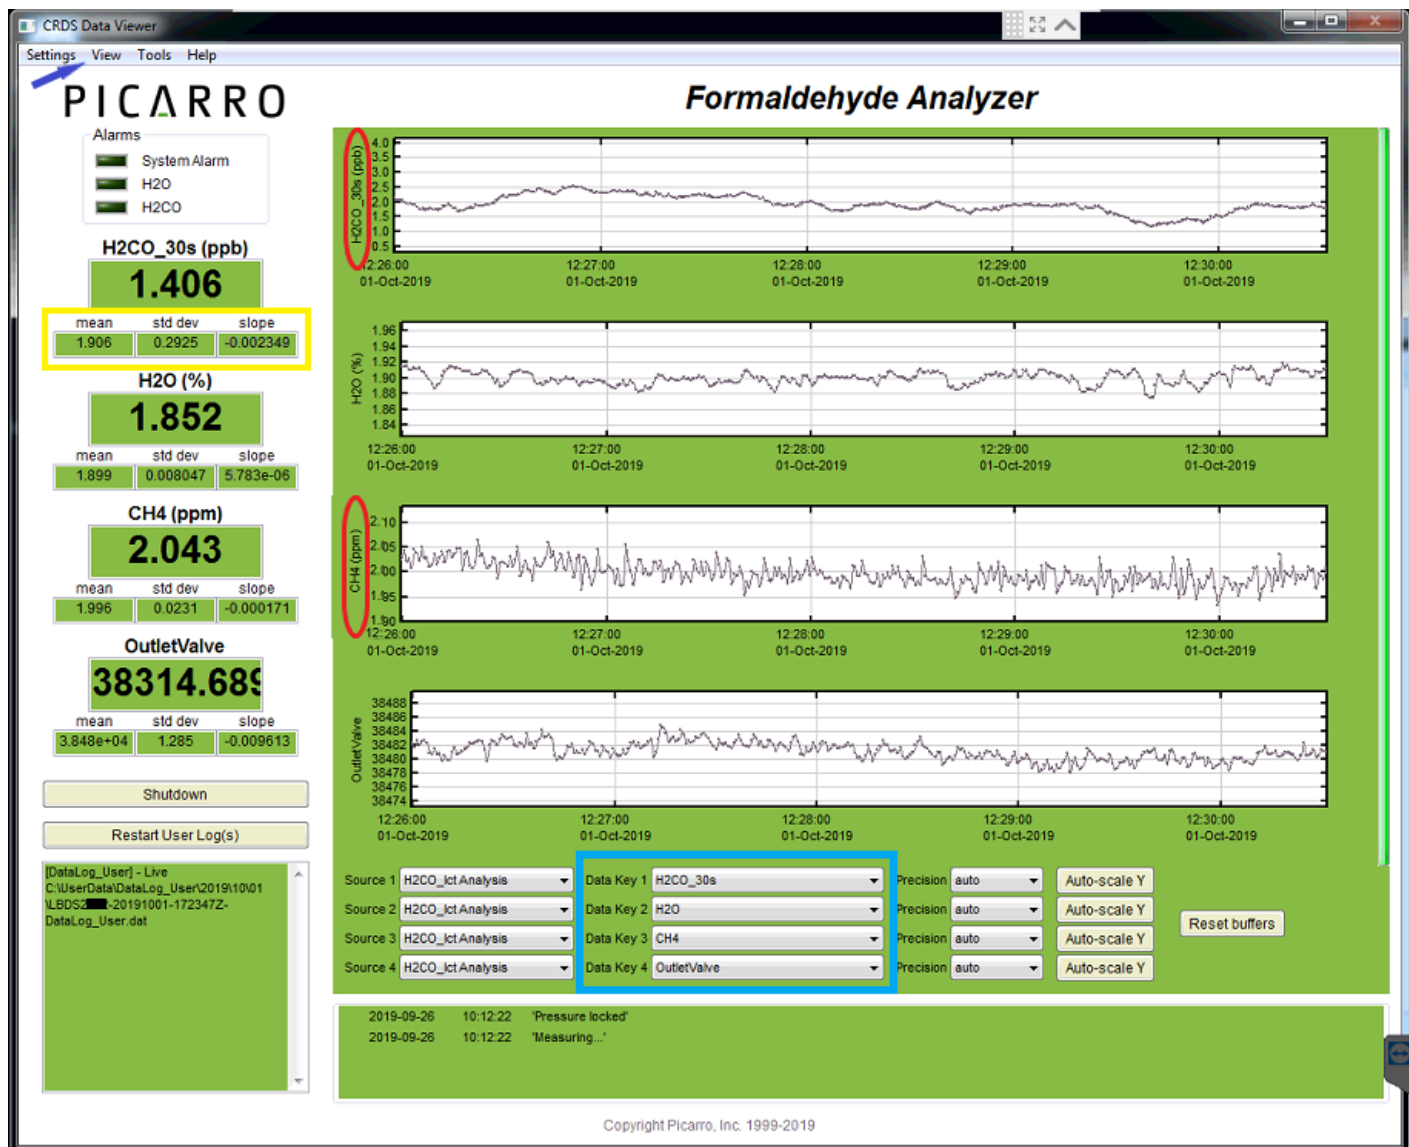 CRDS Data Viewer
Settings View Tools Help
PICARRO
Formaldehyde Analyzer
Alarms
System Alarm
H2O
H2CO
H2CO_30s (ppb)
1.406
mean std dev slope
1.906 0.2925 -0.002349
H2O (%)
1.852
mean std dev slope
1.899 0.008047 5.783e-06
CH4 (ppm)
2.043
mean std dev slope
1.996 0.0231 -0.000171
OutletValve
38314.689
mean std dev slope
3.848e+04 1.285 -0.009613
Shutdown
Restart User Log(s)
[DataLog_User] - Live
C:\UserData\DataLog_User\2019\10\01
\LBDS2 -20191001-172347Z-
DataLog_User.dat
H2CO_30s (ppb)
4.0
3.5
3.0
2.5
2.0
1.5
1.0
0.5
12:26:00 12:27:00 12:28:00 12:29:00 12:30:00
01-Oct-2019 01-Oct-2019 01-Oct-2019 01-Oct-2019 01-Oct-2019
H2O (%)
1.96
1.94
1.92
1.90
1.88
1.86
1.84
12:26:00 12:27:00 12:28:00 12:29:00 12:30:00
01-Oct-2019 01-Oct-2019 01-Oct-2019 01-Oct-2019 01-Oct-2019
CH4 (ppm)
2.10
2.05
2.00
1.95
1.90
12:26:00 12:27:00 12:28:00 12:29:00 12:30:00
01-Oct-2019 01-Oct-2019 01-Oct-2019 01-Oct-2019 01-Oct-2019
OutletValve
38488
38486
38484
38482
38480
38478
38476
38474
12:26:00 12:27:00 12:28:00 12:29:00 12:30:00
01-Oct-2019 01-Oct-2019 01-Oct-2019 01-Oct-2019 01-Oct-2019
Source 1 H2CO_lct Analysis Data Key 1 H2CO_30s Precision auto Auto-scale Y
Source 2 H2CO_lct Analysis Data Key 2 H2O Precision auto Auto-scale Y
Source 3 H2CO_lct Analysis Data Key 3 CH4 Precision auto Auto-scale Y
Source 4 H2CO_lct Analysis Data Key 4 OutletValve Precision auto Auto-scale Y
Reset buffers
2019-09-26 10:12:22 'Pressure locked'
2019-09-26 10:12:22 'Measuring...'
Copyright Picarro, Inc. 1999-2019